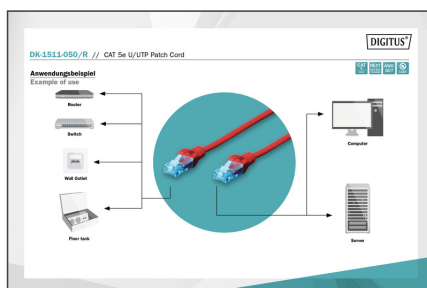 DIGITUS®
DK-1511-050/R // CAT 5e U/UTP Patch Cord
Anwendungsbeispiel
Example of use
Router
Switch
Wall Outlet
Floor tank
Computer
Server